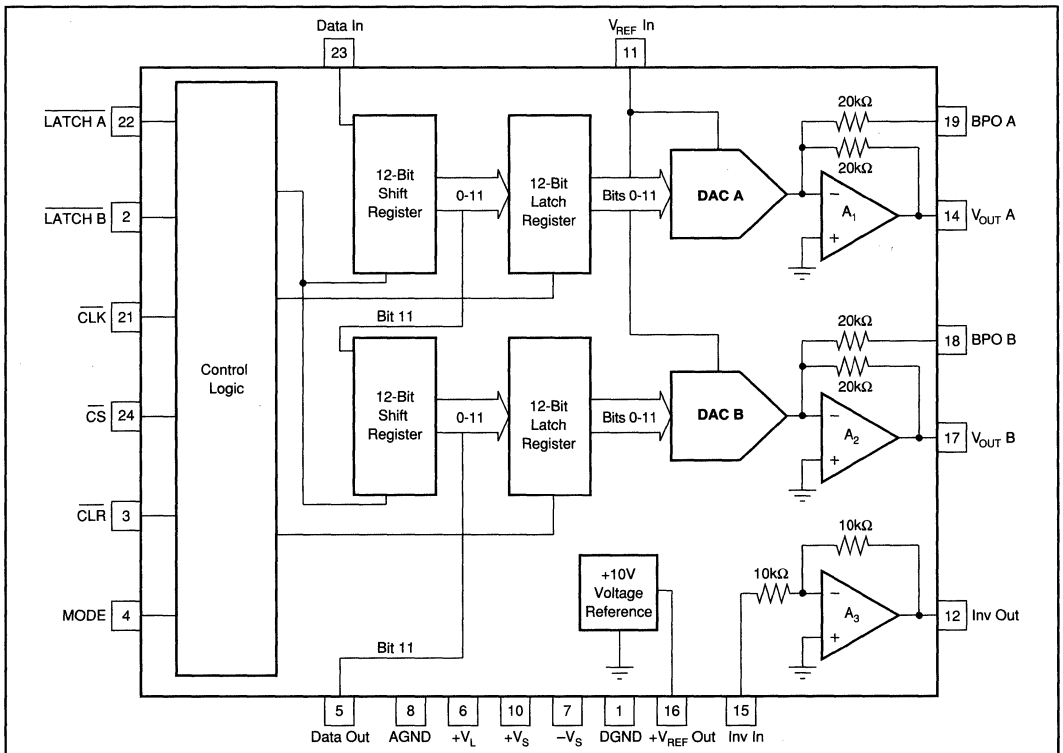 Data In
23
V_REF In
11
LATCH A
22
LATCH B
2
CLK
21
CS
24
CLR
3
MODE
4
Control
Logic
12-Bit
Shift
Register
0-11
12-Bit
Latch
Register
Bits 0-11
DAC A
20kΩ
20kΩ
−
A₁
+
19
BPO A
14
V_OUT A
Bit 11
12-Bit
Shift
Register
0-11
12-Bit
Latch
Register
Bits 0-11
DAC B
20kΩ
20kΩ
−
A₂
+
18
BPO B
17
V_OUT B
+10V
Voltage
Reference
10kΩ
10kΩ
−
A₃
+
12
Inv Out
Bit 11
5
8
6
10
7
1
16
15
Data Out
AGND
+V_L
+V_S
−V_S
DGND
+V_REF Out
Inv In